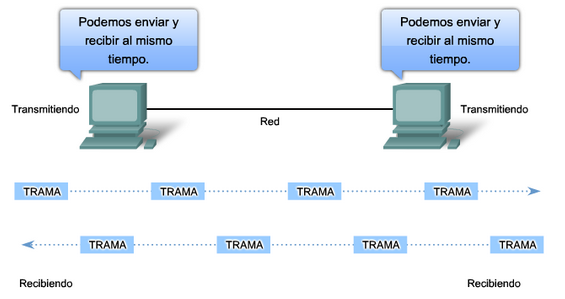 Podemos enviar y
recibir al mismo
tiempo.
Podemos enviar y
recibir al mismo
tiempo.
Transmitiendo
Red
Transmitiendo
TRAMA TRAMA TRAMA TRAMA
TRAMA TRAMA TRAMA TRAMA
Recibiendo
Recibiendo